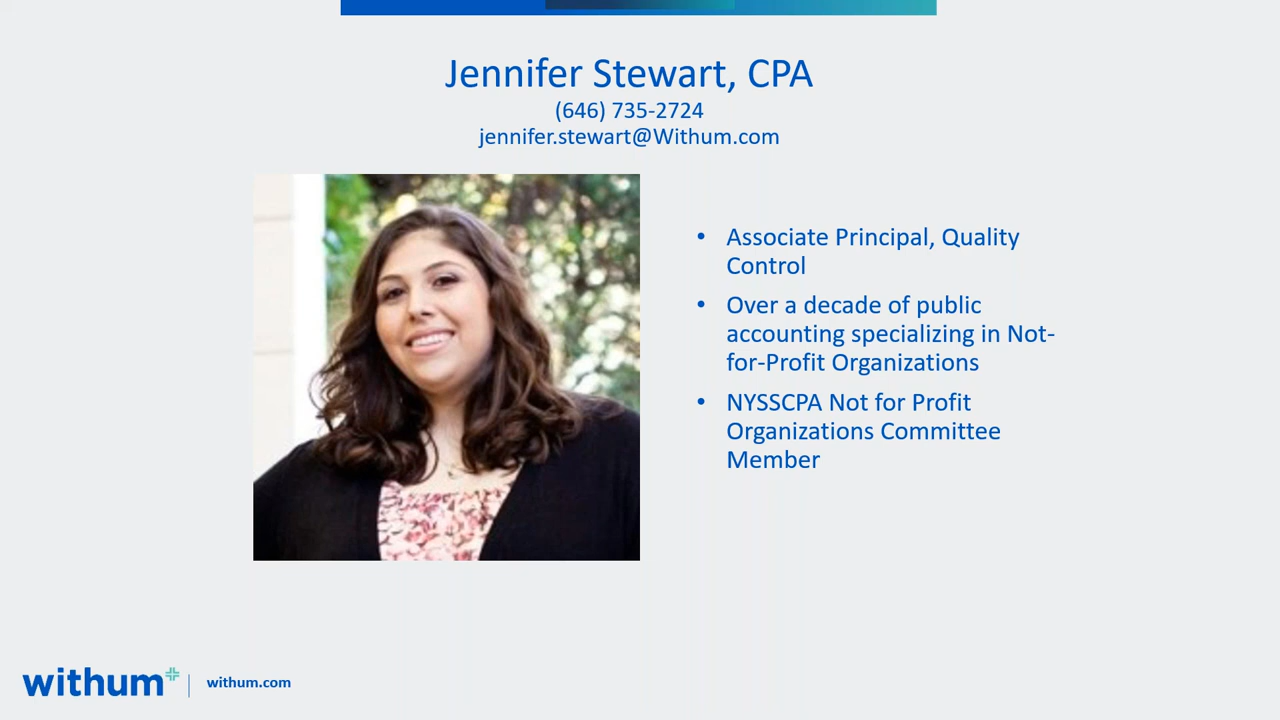 Jennifer Stewart, CPA
(646) 735-2724
jennifer.stewart@Withum.com
• Associate Principal, Quality
Control
• Over a decade of public
accounting specializing in Not-
for-Profit Organizations
• NYSSCPA Not for Profit
Organizations Committee
Member
withum+ | withum.com